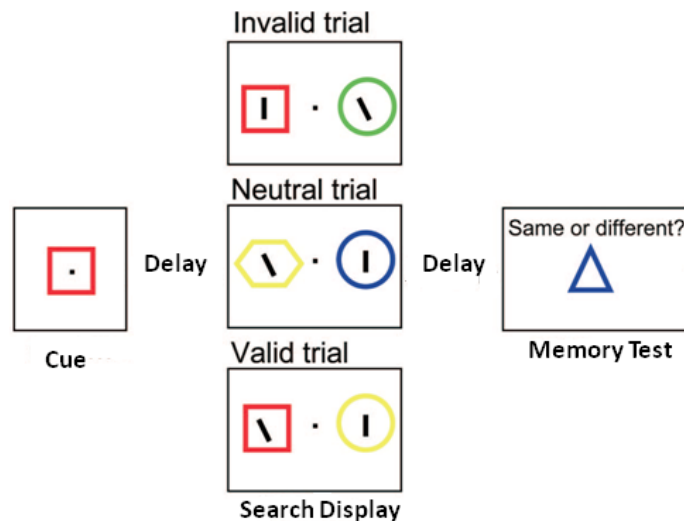 Invalid trial
Neutral trial
Delay
Delay
Same or different?
Cue
Memory Test
Valid trial
Search Display